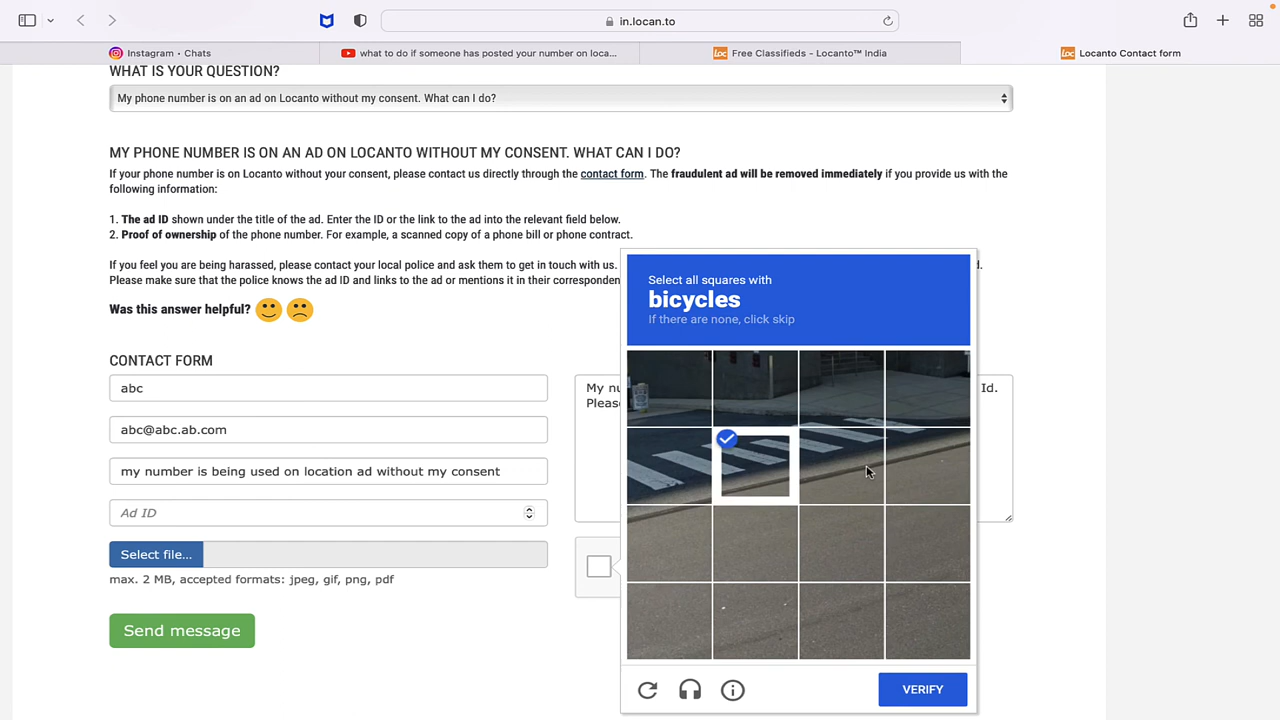 in.locan.to
Instagram • Chats
what to do if someone has posted your number on loca...
Loc Free Classifieds - Locanto™ India
Loc Locanto Contact form
WHAT IS YOUR QUESTION?
My phone number is on an ad on Locanto without my consent. What can I do?
MY PHONE NUMBER IS ON AN AD ON LOCANTO WITHOUT MY CONSENT. WHAT CAN I DO?
If your phone number is on Locanto without your consent, please contact us directly through the contact form. The fraudulent ad will be removed immediately if you provide us with the
following information:
1. The ad ID shown under the title of the ad. Enter the ID or the link to the ad into the relevant field below.
2. Proof of ownership of the phone number. For example, a scanned copy of a phone bill or phone contract.
If you feel you are being harassed, please contact your local police and ask them to get in touch with us.
Please make sure that the police knows the ad ID and links to the ad or mentions it in their
Was this answer helpful?
CONTACT FORM
abc
abc@abc.ab.com
my number is being used on location ad without my consent
Ad ID
Select file...
max. 2 MB, accepted formats: jpeg, gif, png, pdf
Send message
My
Id.
Select all squares with
bicycles
If there are none, click skip
VERIFY